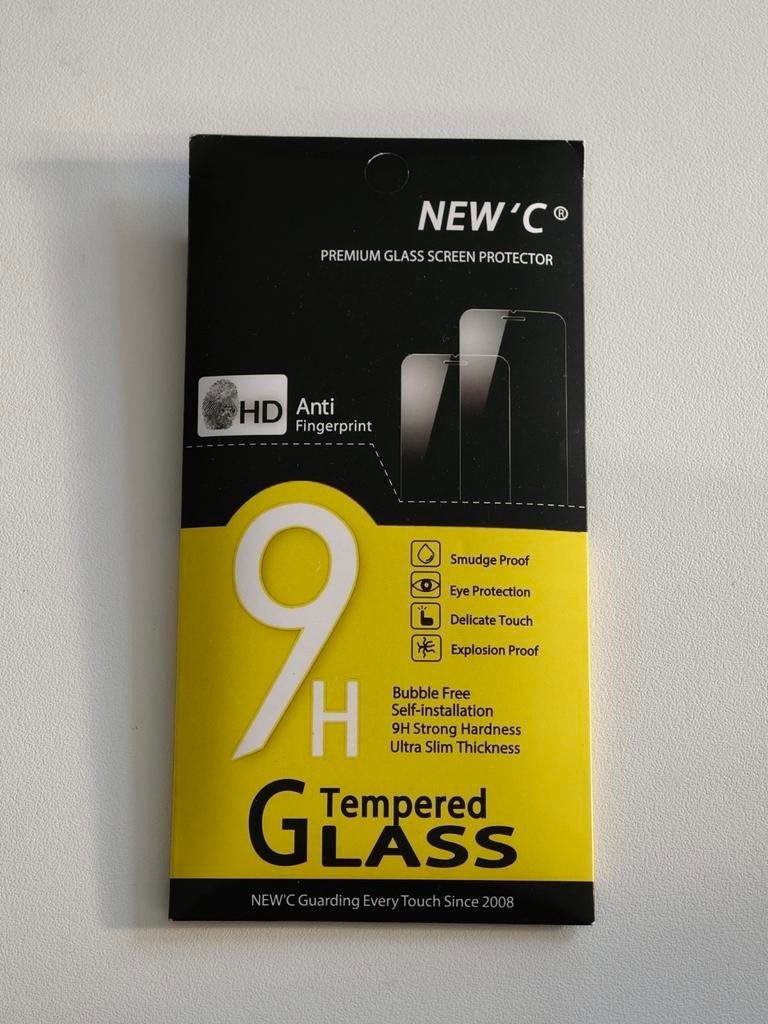 NEW 'C ®
PREMIUM GLASS SCREEN PROTECTOR
HD Anti
Fingerprint
9H
Smudge Proof
Eye Protection
Delicate Touch
Explosion Proof
Bubble Free
Self-installation
9H Strong Hardness
Ultra Slim Thickness
Tempered
GLASS
NEW'C Guarding Every Touch Since 2008